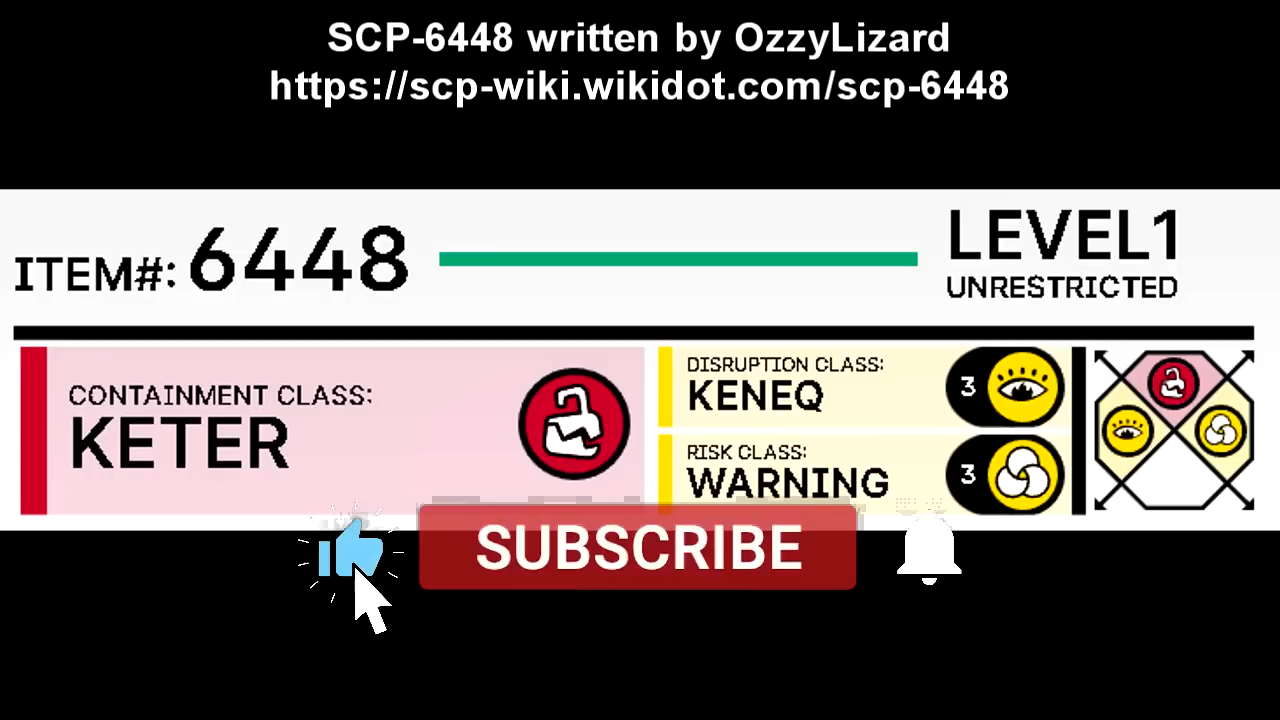 SCP-6448 written by OzzyLizard
https://scp-wiki.wikidot.com/scp-6448
ITEM#: 6448
LEVEL1
UNRESTRICTED
CONTAINMENT CLASS:
KETER
DISRUPTION CLASS:
KENEQ
3
RISK CLASS:
WARNING
3
SUBSCRIBE